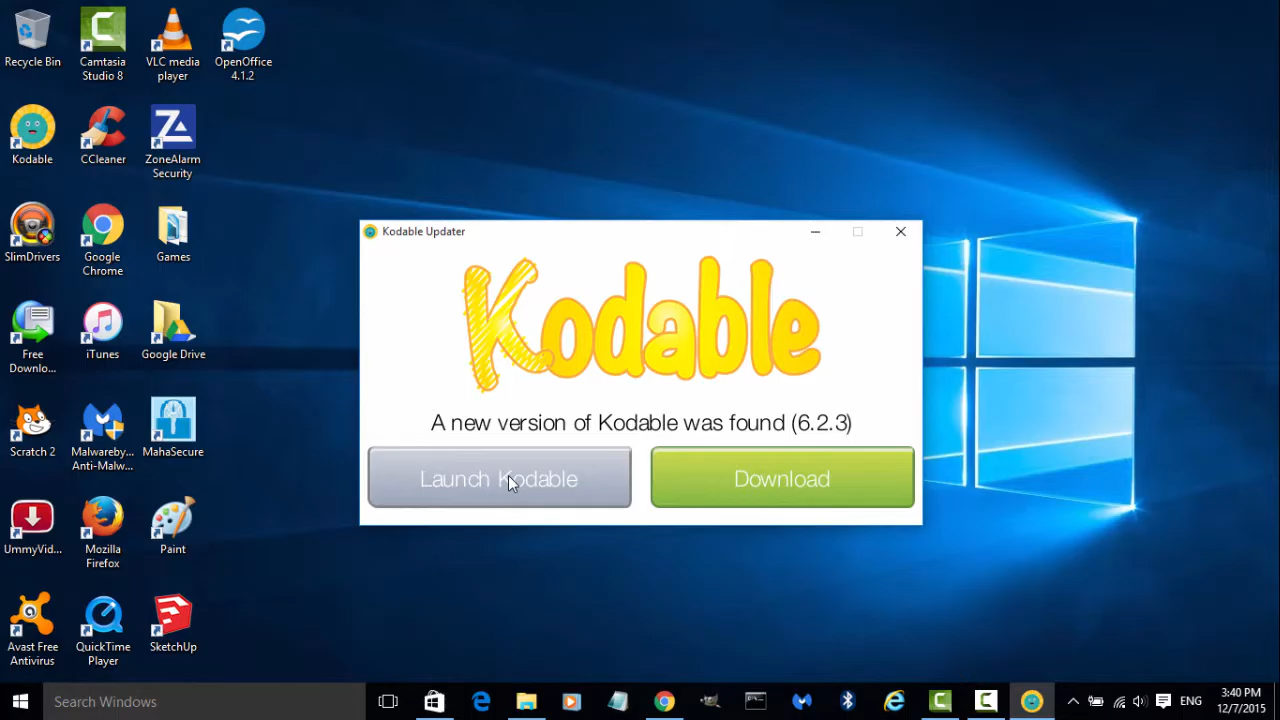 Recycle Bin
Camtasia
Studio 8
VLC media
player
OpenOffice
4.1.2
Kodable
CCleaner
ZoneAlarm
Security
SlimDrivers
Google
Chrome
Games
Free
Downlo...
iTunes
Google Drive
Scratch 2
Malwareby...
Anti-Malw...
MahaSecure
UmmyVid...
Mozilla
Firefox
Paint
Avast Free
Antivirus
QuickTime
Player
SketchUp
Kodable Updater
Kodable
A new version of Kodable was found (6.2.3)
Launch Kodable
Download
Search Windows
ENG
3:40 PM
12/7/2015